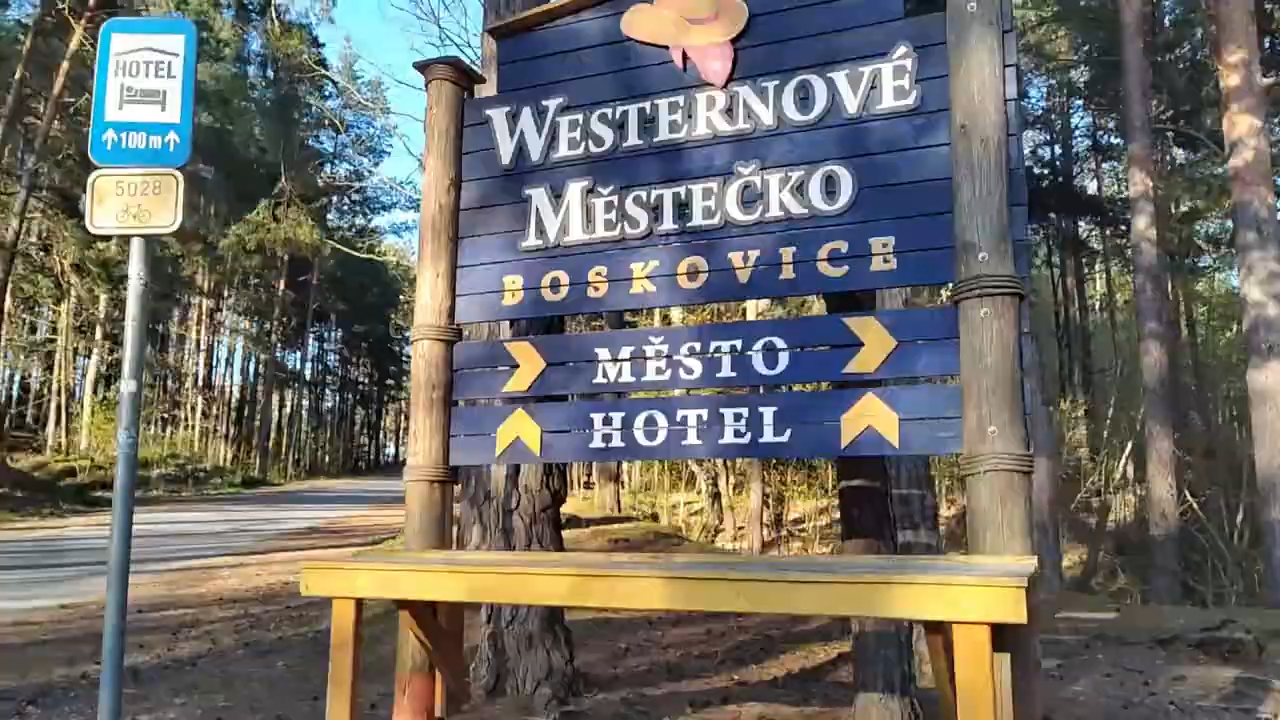 HOTEL
100 m
5028
WESTERNOVÉ
MĚSTEČKO
BOSKOVICE
MĚSTO
HOTEL